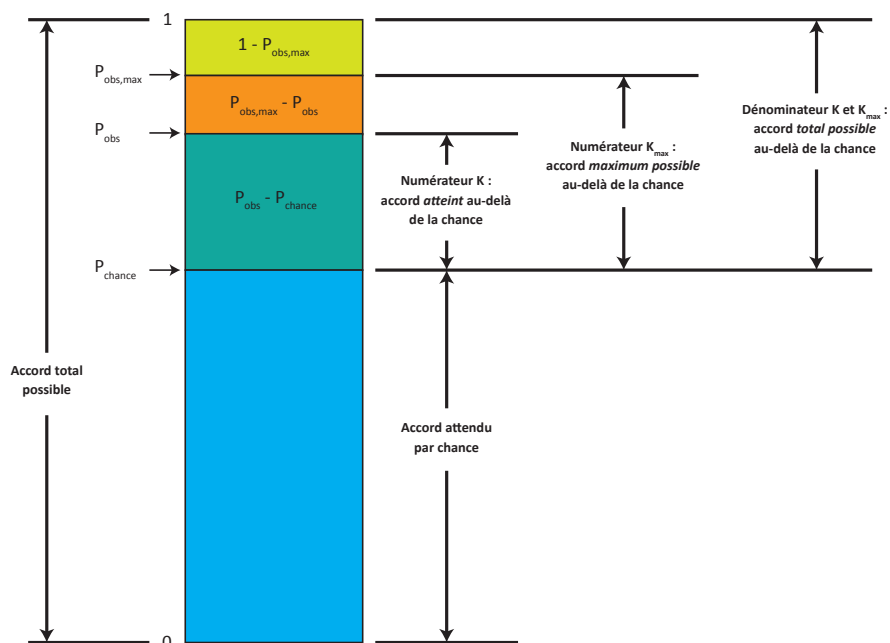 1
1 - Pobs,max
Pobs,max
Pobs,max - Pobs
Pobs
Pobs - Pchance
Pchance
0
Accord total
possible
Numérateur K :
accord atteint au-delà
de la chance
Numérateur Kmax :
accord maximum possible
au-delà de la chance
Dénominateur K et Kmax :
accord total possible
au-delà de la chance
Accord attendu
par chance